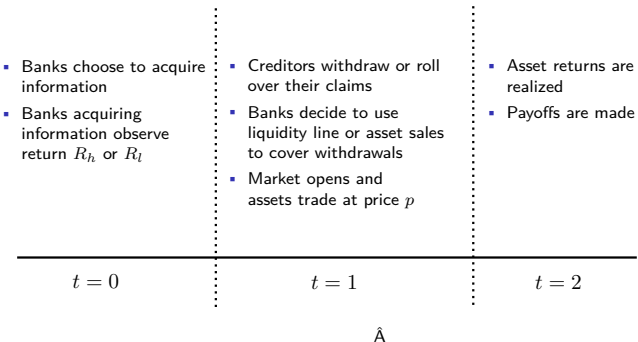 Banks choose to acquire
information
Banks acquiring
information observe
return R_h or R_l
Creditors withdraw or roll
over their claims
Banks decide to use
liquidity line or asset sales
to cover withdrawals
Market opens and
assets trade at price p
Asset returns are
realized
Payoffs are made
t = 0
t = 1
t = 2
Â